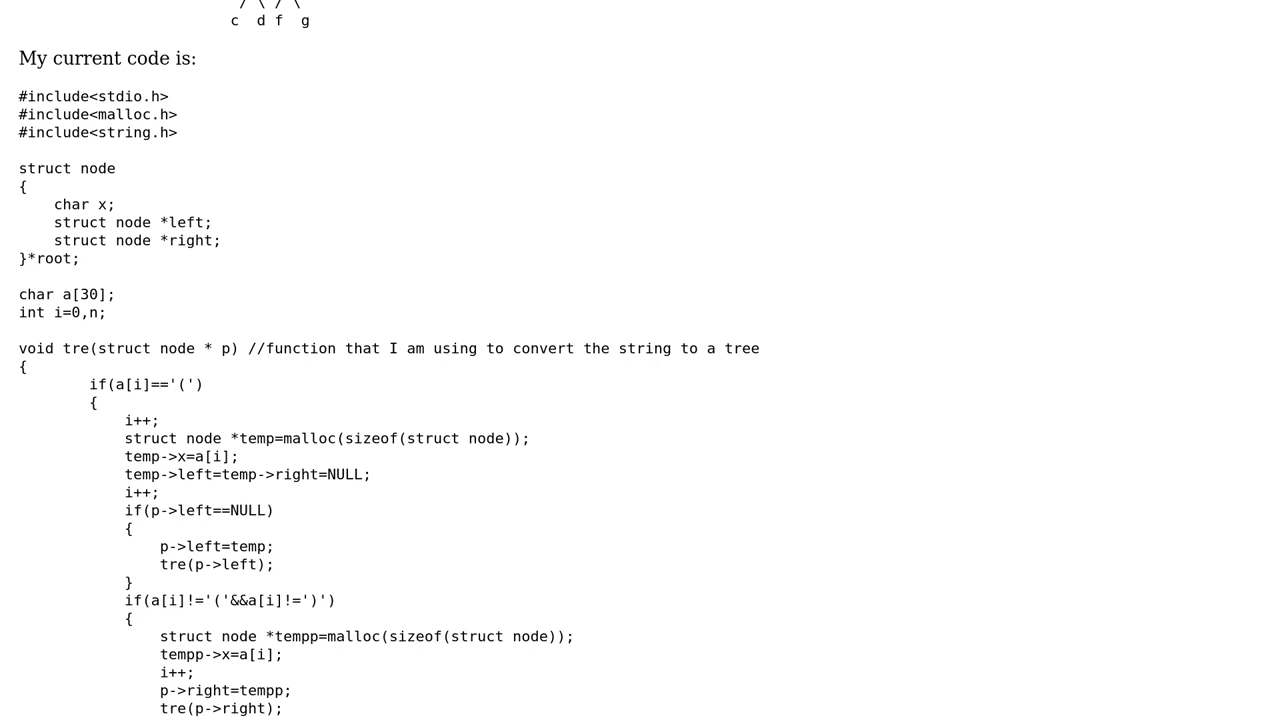 / \ / \
c  d f  g
My current code is:
#include<stdio.h>
#include<malloc.h>
#include<string.h>
struct node
{
    char x;
    struct node *left;
    struct node *right;
}*root;
char a[30];
int i=0,n;
void tre(struct node * p) //function that I am using to convert the string to a tree
{
        if(a[i]=='(')
        {
            i++;
            struct node *temp=malloc(sizeof(struct node));
            temp->x=a[i];
            temp->left=temp->right=NULL;
            i++;
            if(p->left==NULL)
            {
                p->left=temp;
                tre(p->left);
            }
            if(a[i]!='('&&a[i]!=')')
            {
                struct node *tempp=malloc(sizeof(struct node));
                tempp->x=a[i];
                i++;
                p->right=tempp;
                tre(p->right);